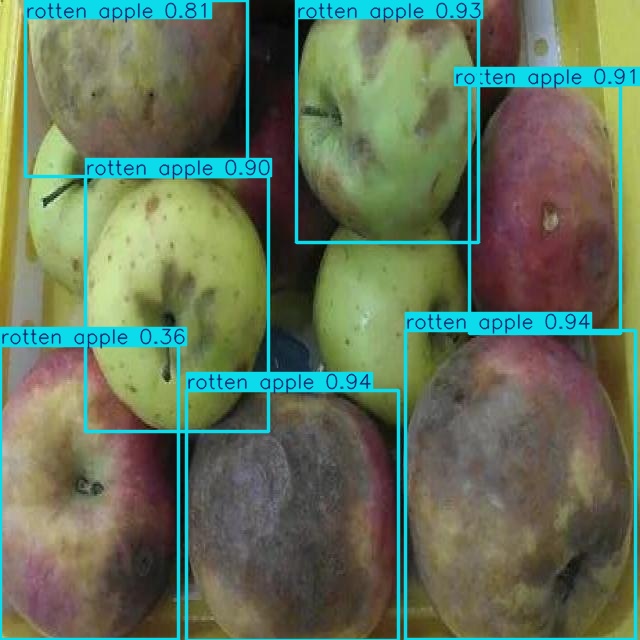 rotten apple 0.81
rotten apple 0.93
rotten apple 0.91
rotten apple 0.90
rotten apple 0.94
rotten apple 0.36
rotten apple 0.94